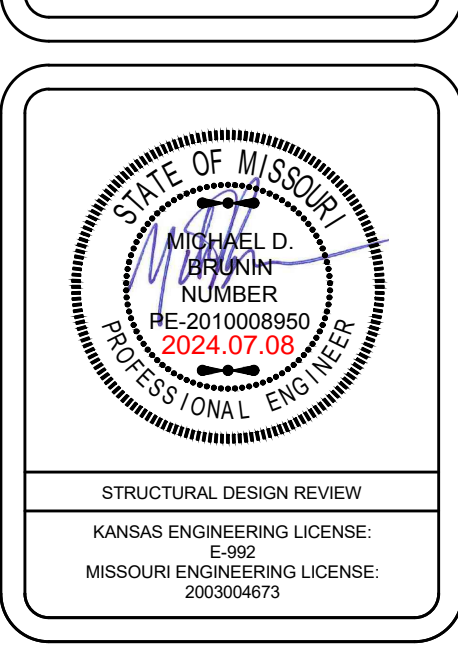 STATE OF MISSOURI
MICHAEL D.
BRUNIN
NUMBER
PE-2010008950
2024.07.08
PROFESSIONAL ENGINEER
STRUCTURAL DESIGN REVIEW
KANSAS ENGINEERING LICENSE:
E-992
MISSOURI ENGINEERING LICENSE:
2003004673